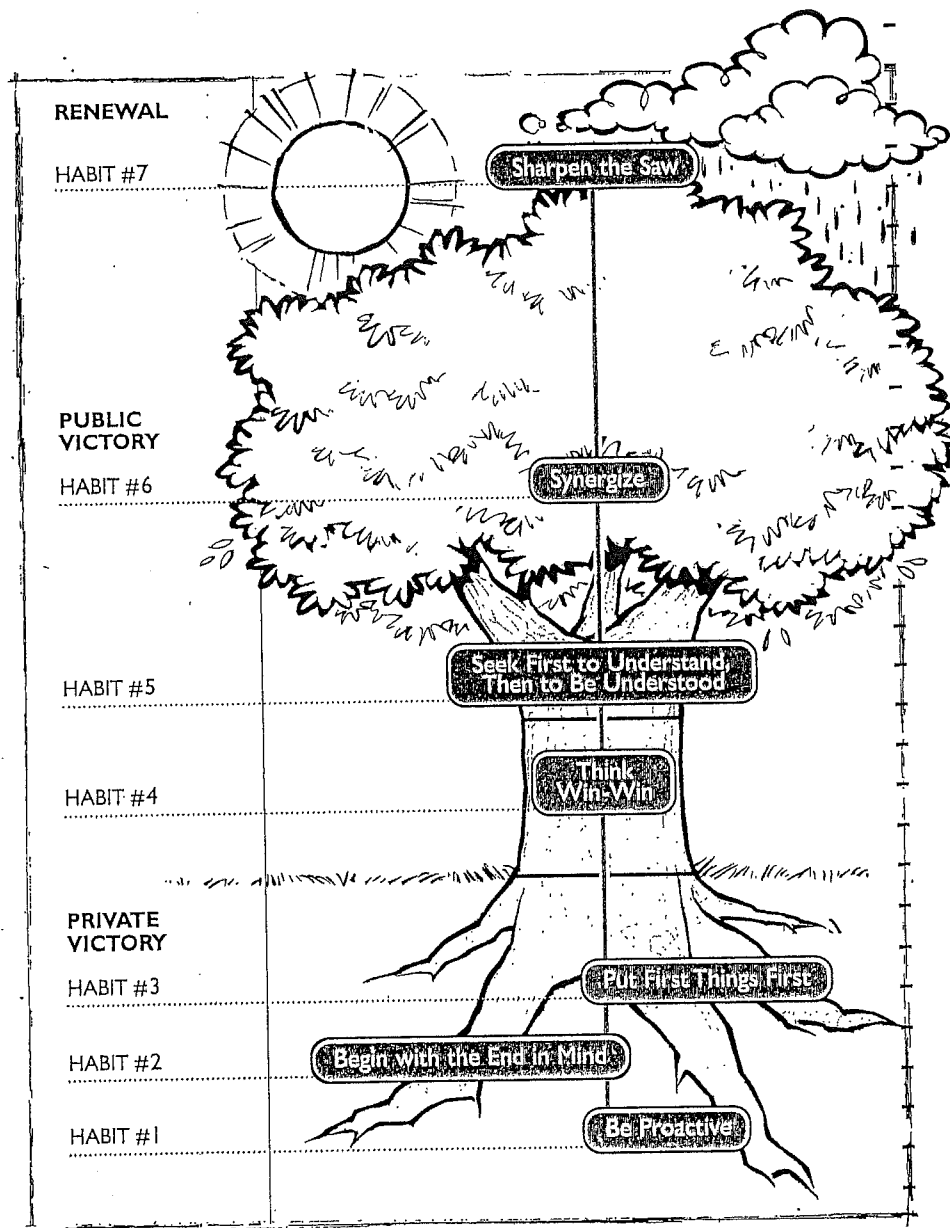 RENEWAL
HABIT #7
Sharpen the Saw
PUBLIC
VICTORY
HABIT #6
Synergize
HABIT #5
Seek First to Understand,
Then to Be Understood
HABIT #4
Think
Win-Win
PRIVATE
VICTORY
HABIT #3
Put First Things First
HABIT #2
Begin with the End in Mind
HABIT #1
Be Proactive